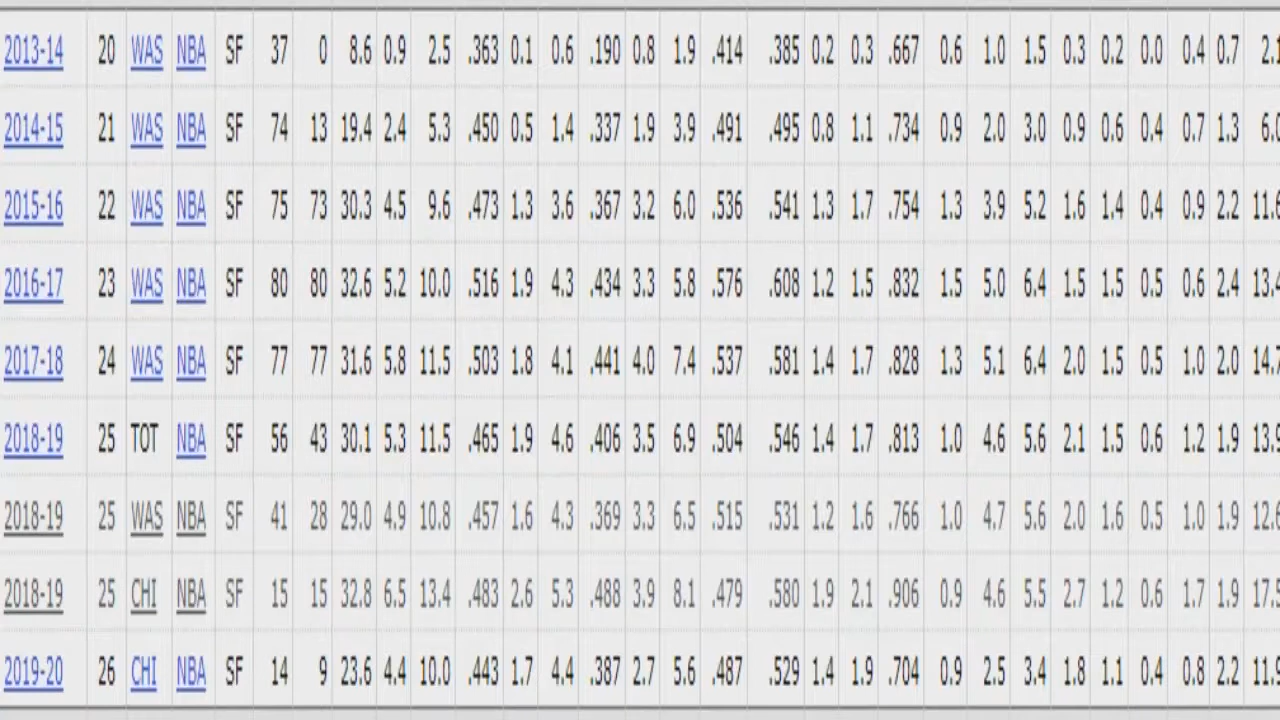 2013-14 20 WAS NBA SF 37 0 8.6 0.9 2.5 .363 0.1 0.6 .190 0.8 1.9 .414 .385 0.2 0.3 .667 0.6 1.0 1.5 0.3 0.2 0.0 0.4 0.7 2.1
2014-15 21 WAS NBA SF 74 13 19.4 2.4 5.3 .450 0.5 1.4 .337 1.9 3.9 .491 .495 0.8 1.1 .734 0.9 2.0 3.0 0.9 0.6 0.4 0.7 1.3 6.0
2015-16 22 WAS NBA SF 75 73 30.3 4.5 9.6 .473 1.3 3.6 .367 3.2 6.0 .536 .541 1.3 1.7 .754 1.3 3.9 5.2 1.6 1.4 0.4 0.9 2.2 11.6
2016-17 23 WAS NBA SF 80 80 32.6 5.2 10.0 .516 1.9 4.3 .434 3.3 5.8 .576 .608 1.2 1.5 .832 1.5 5.0 6.4 1.5 1.5 0.5 0.6 2.4 13.4
2017-18 24 WAS NBA SF 77 77 31.6 5.8 11.5 .503 1.8 4.1 .441 4.0 7.4 .537 .581 1.4 1.7 .828 1.3 5.1 6.4 2.0 1.5 0.5 1.0 2.0 14.7
2018-19 25 TOT NBA SF 56 43 30.1 5.3 11.5 .465 1.9 4.6 .406 3.5 6.9 .504 .546 1.4 1.7 .813 1.0 4.6 5.6 2.1 1.5 0.6 1.2 1.9 13.9
2018-19 25 WAS NBA SF 41 28 29.0 4.9 10.8 .457 1.6 4.3 .369 3.3 6.5 .515 .531 1.2 1.6 .766 1.0 4.7 5.6 2.0 1.6 0.5 1.0 1.9 12.6
2018-19 25 CHI NBA SF 15 15 32.8 6.5 13.4 .483 2.6 5.3 .488 3.9 8.1 .479 .580 1.9 2.1 .906 0.9 4.6 5.5 2.7 1.2 0.6 1.7 1.9 17.5
2019-20 26 CHI NBA SF 14 9 23.6 4.4 10.0 .443 1.7 4.4 .387 2.7 5.6 .487 .529 1.4 1.9 .704 0.9 2.5 3.4 1.8 1.1 0.4 0.8 2.2 11.9